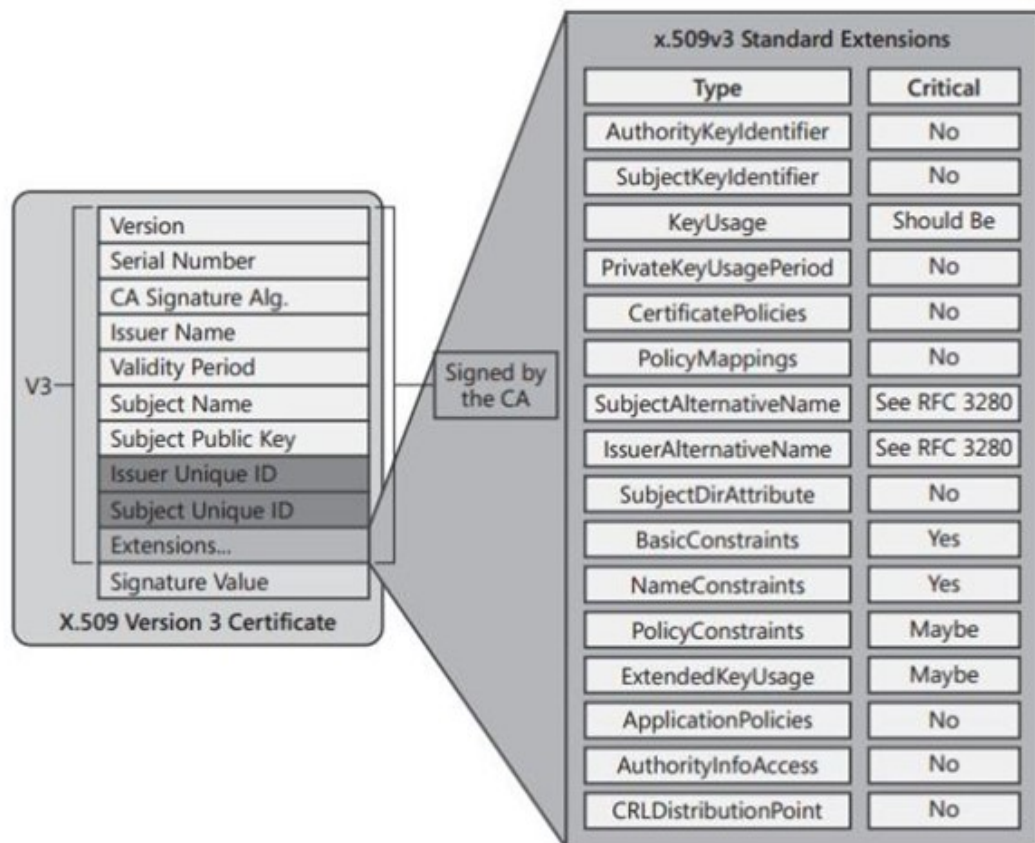 x.509v3 Standard Extensions
Type Critical
AuthorityKeyIdentifier No
SubjectKeyIdentifier No
KeyUsage Should Be
PrivateKeyUsagePeriod No
CertificatePolicies No
PolicyMappings No
SubjectAlternativeName See RFC 3280
IssuerAlternativeName See RFC 3280
SubjectDirAttribute No
BasicConstraints Yes
NameConstraints Yes
PolicyConstraints Maybe
ExtendedKeyUsage Maybe
ApplicationPolicies No
AuthorityInfoAccess No
CRLDistributionPoint No
V3
Version
Serial Number
CA Signature Alg.
Issuer Name
Validity Period
Subject Name
Subject Public Key
Issuer Unique ID
Subject Unique ID
Extensions...
Signature Value
X.509 Version 3 Certificate
Signed by
the CA